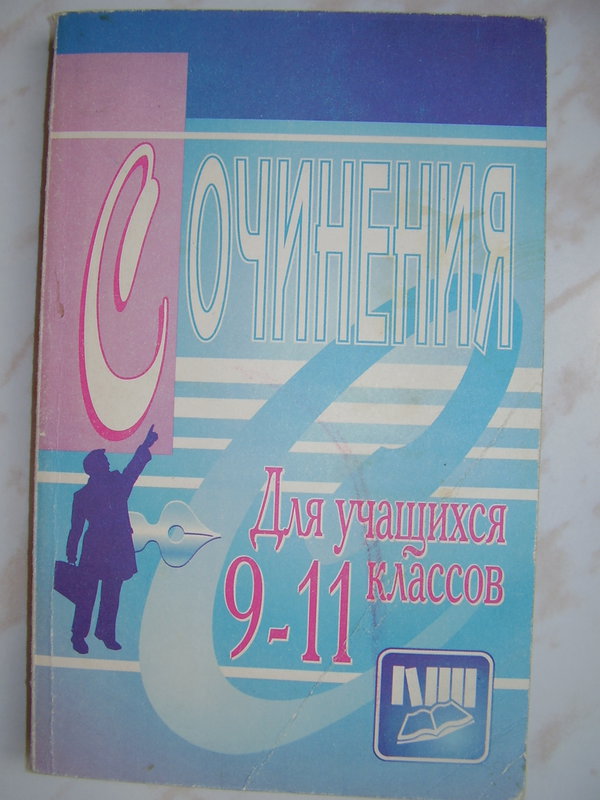 СОЧИНЕНИЯ
Для учащихся
9-11 классов